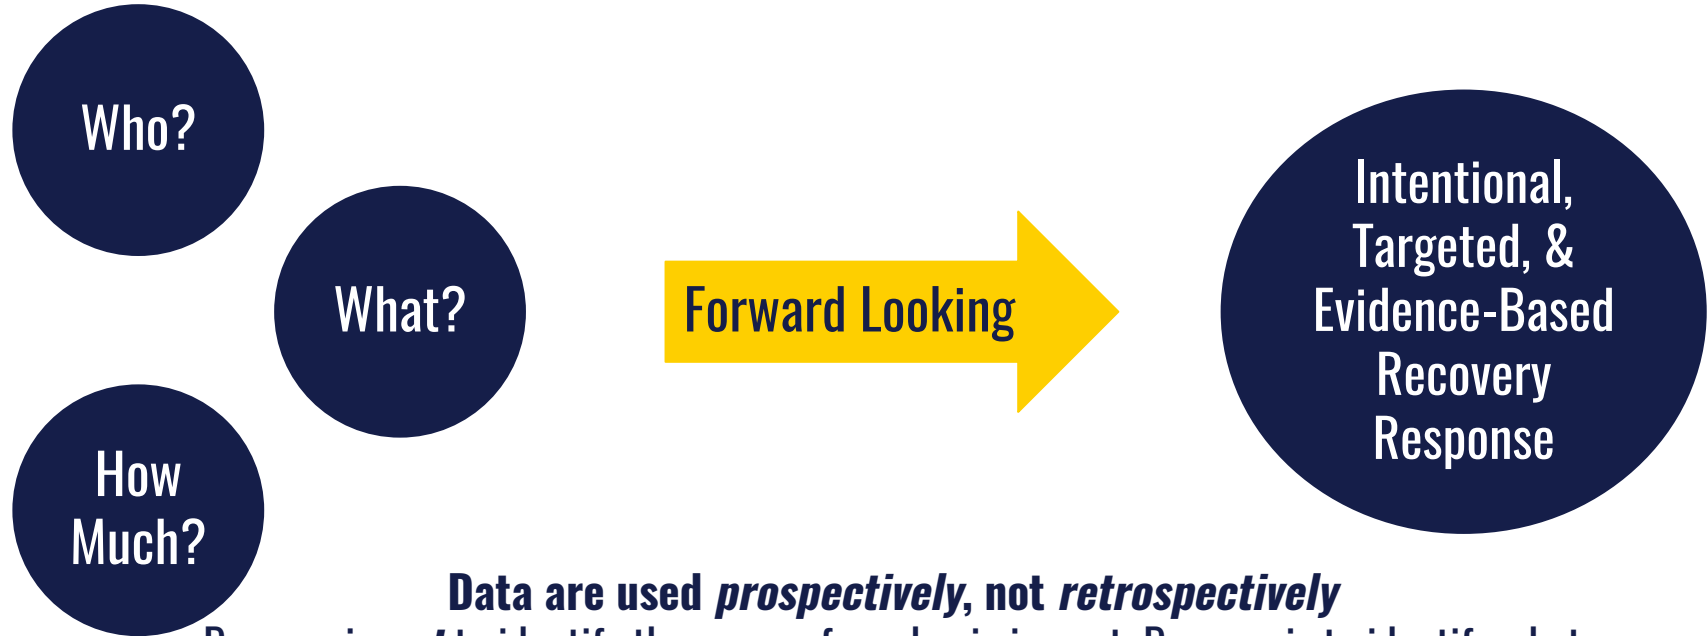 Who?
What?
How
Much?
Forward Looking
Intentional,
Targeted, &
Evidence-Based
Recovery
Response
Data are used prospectively, not retrospectively